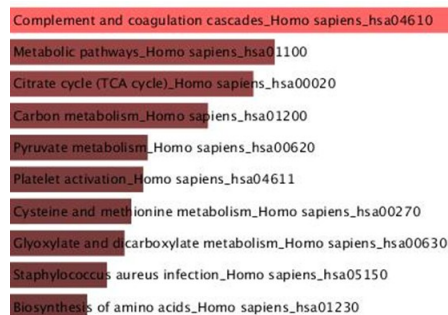 Complement and coagulation cascades_Homo sapiens_hsa04610
Metabolic pathways_Homo sapiens_hsa01100
Citrate cycle (TCA cycle)_Homo sapiens_hsa00020
Carbon metabolism_Homo sapiens_hsa01200
Pyruvate metabolism_Homo sapiens_hsa00620
Platelet activation_Homo sapiens_hsa04611
Cysteine and methionine metabolism_Homo sapiens_hsa00270
Glyoxylate and dicarboxylate metabolism_Homo sapiens_hsa00630
Staphylococcus aureus infection_Homo sapiens_hsa05150
Biosynthesis of amino acids_Homo sapiens_hsa01230